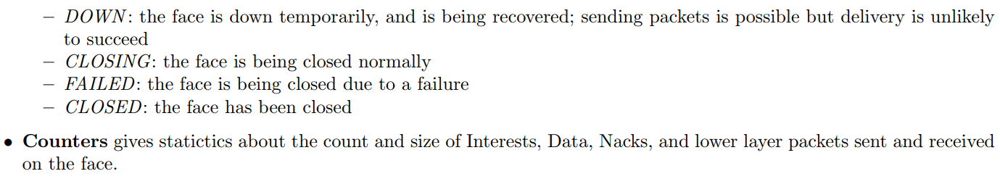 – DOWN: the face is down temporarily, and is being recovered; sending packets is possible but delivery is unlikely
to succeed
– CLOSING: the face is being closed normally
– FAILED: the face is being closed due to a failure
– CLOSED: the face has been closed
• Counters gives statictics about the count and size of Interests, Data, Nacks, and lower layer packets sent and received
on the face.